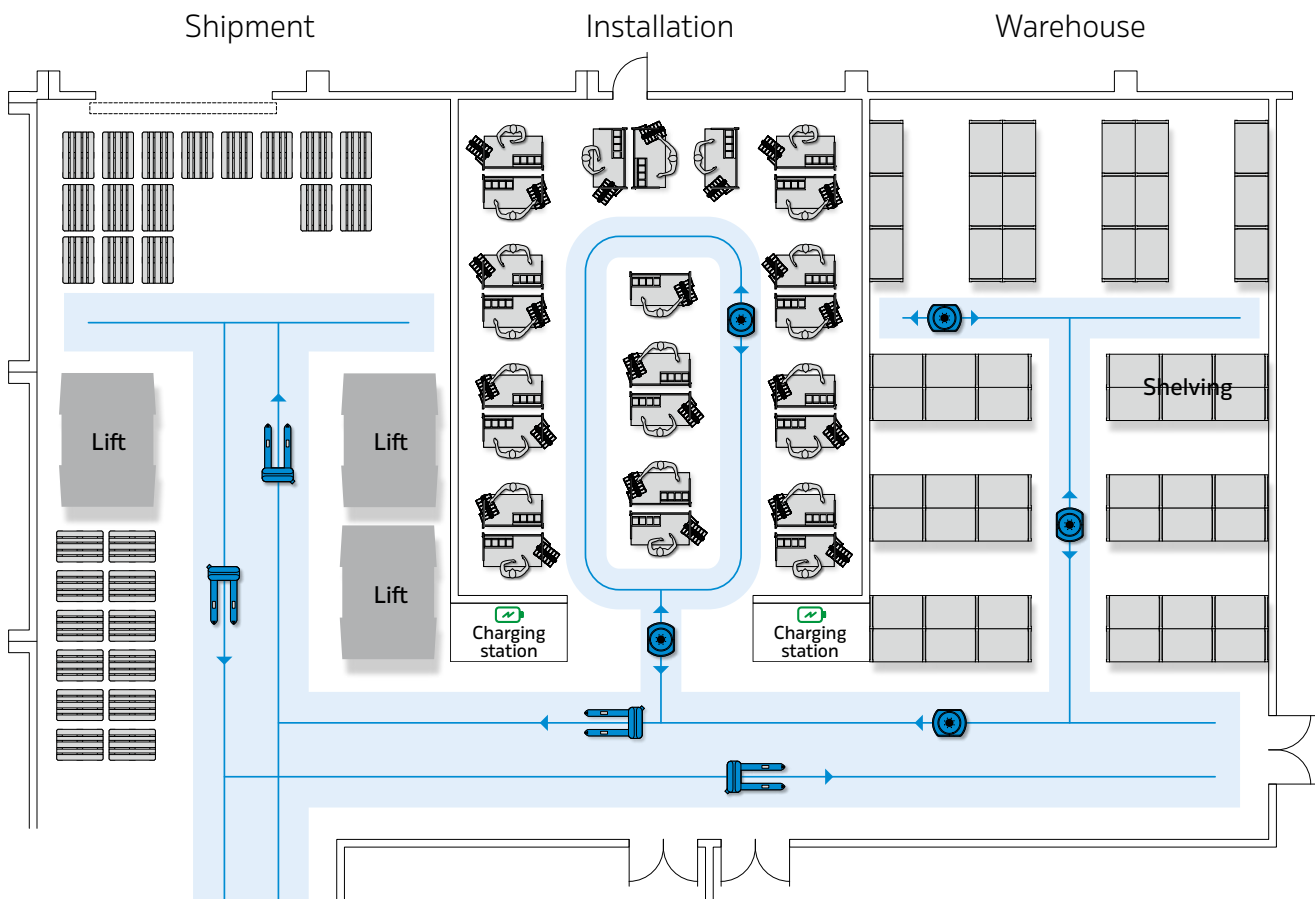 Shipment
Installation
Warehouse
Shelving
Lift
Lift
Lift
Charging
station
Charging
station